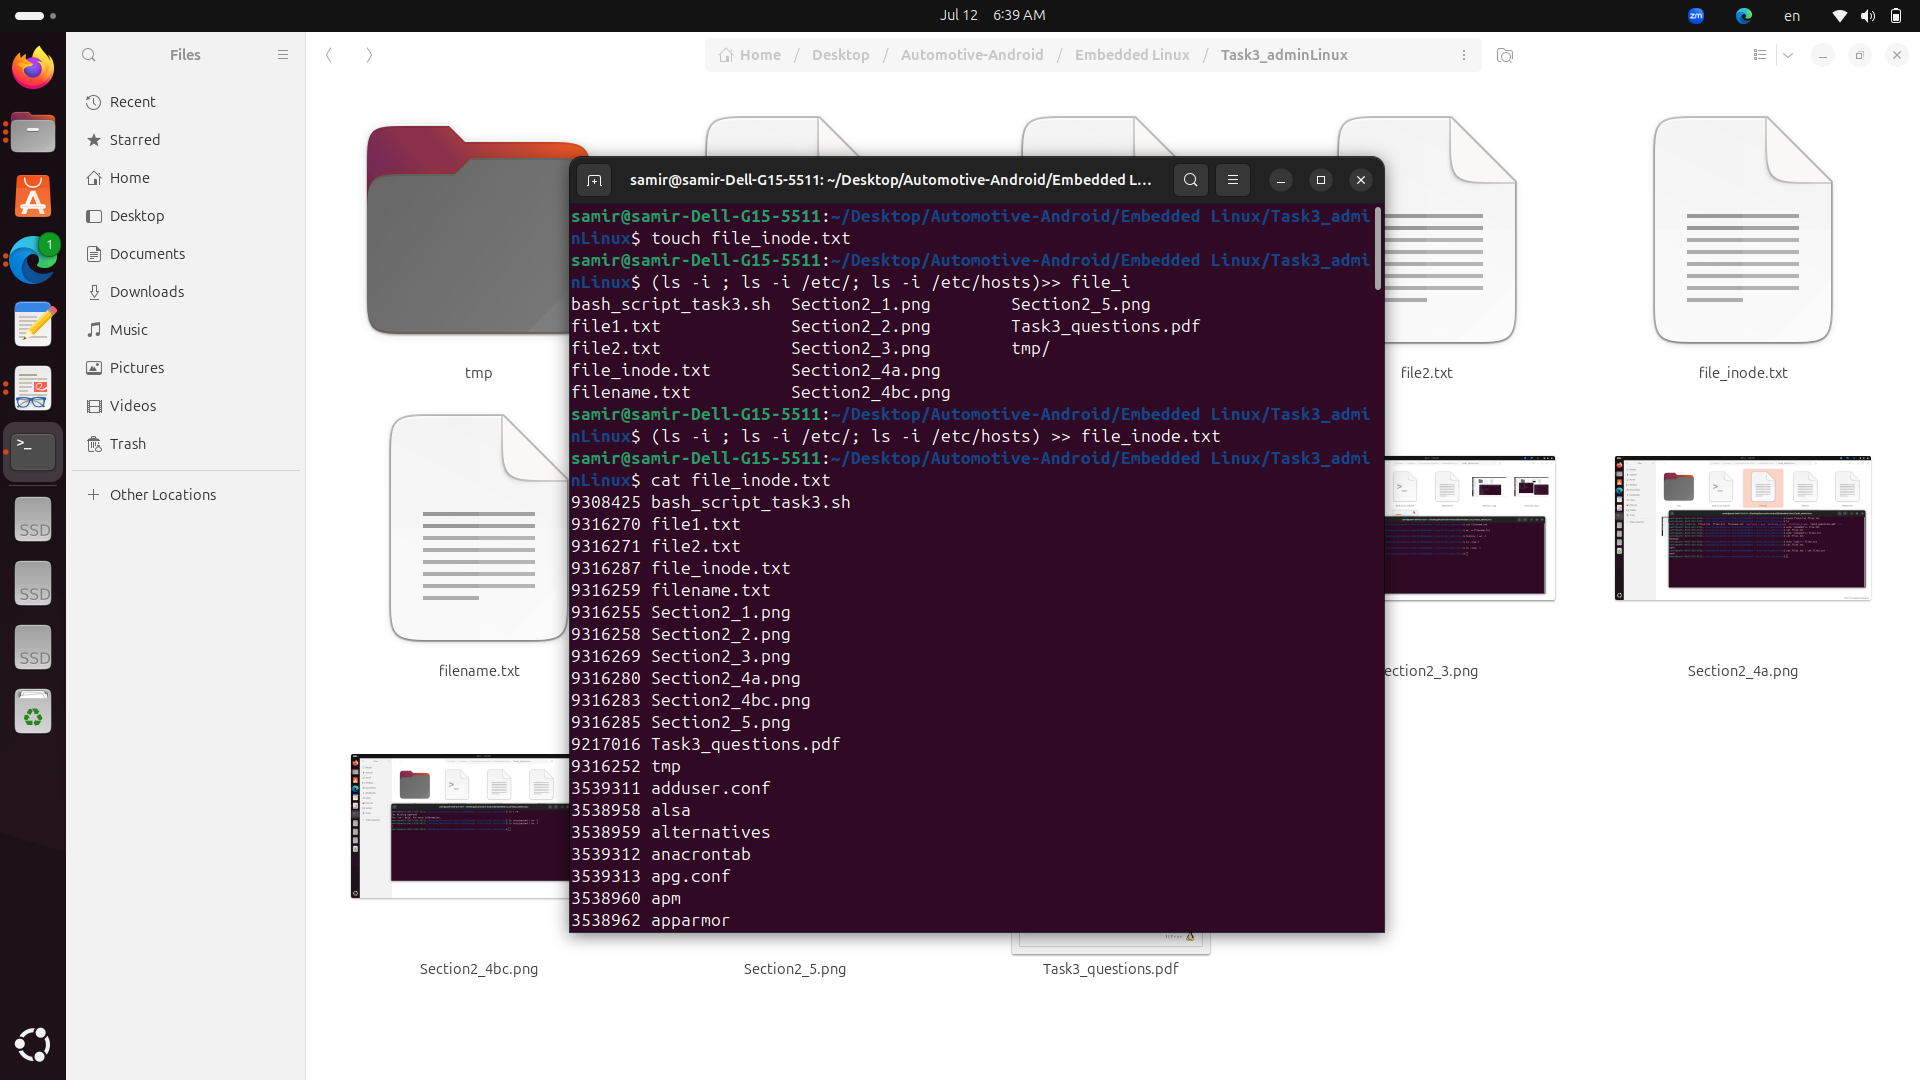 Jul 12 6:39 AM
zm
en
Files
Home / Desktop / Automotive-Android / Embedded Linux / Task3_adminLinux
Recent
Starred
Home
Desktop
Documents
Downloads
Music
Pictures
Videos
Trash
Other Locations
1
SSD
SSD
SSD
tmp
file2.txt
file_inode.txt
filename.txt
ection2_3.png
Section2_4a.png
Section2_4bc.png
Section2_5.png
Task3_questions.pdf
samir@samir-Dell-G15-5511: ~/Desktop/Automotive-Android/Embedded L...
samir@samir-Dell-G15-5511:~/Desktop/Automotive-Android/Embedded Linux/Task3_admi
nLinux$ touch file_inode.txt
samir@samir-Dell-G15-5511:~/Desktop/Automotive-Android/Embedded Linux/Task3_admi
nLinux$ (ls -i ; ls -i /etc/; ls -i /etc/hosts)>> file_i
bash_script_task3.sh Section2_1.png Section2_5.png
file1.txt Section2_2.png Task3_questions.pdf
file2.txt Section2_3.png tmp/
file_inode.txt Section2_4a.png
filename.txt Section2_4bc.png
samir@samir-Dell-G15-5511:~/Desktop/Automotive-Android/Embedded Linux/Task3_admi
nLinux$ (ls -i ; ls -i /etc/; ls -i /etc/hosts) >> file_inode.txt
samir@samir-Dell-G15-5511:~/Desktop/Automotive-Android/Embedded Linux/Task3_admi
nLinux$ cat file_inode.txt
9308425 bash_script_task3.sh
9316270 file1.txt
9316271 file2.txt
9316287 file_inode.txt
9316259 filename.txt
9316255 Section2_1.png
9316258 Section2_2.png
9316269 Section2_3.png
9316280 Section2_4a.png
9316283 Section2_4bc.png
9316285 Section2_5.png
9217016 Task3_questions.pdf
9316252 tmp
3539311 adduser.conf
3538958 alsa
3538959 alternatives
3539312 anacrontab
3539313 apg.conf
3538960 apm
3538962 apparmor